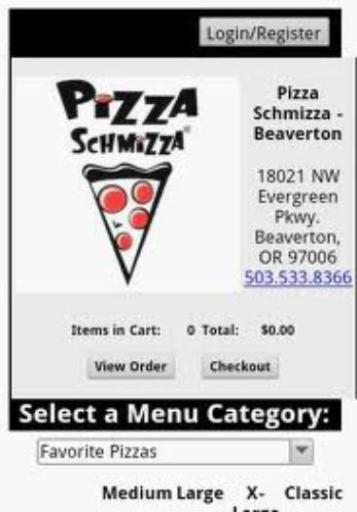 Login/Register
PIZZA
SCHMIZZA
Pizza
Schmizza -
Beaverton
18021 NW
Evergreen
Pkwy.
Beaverton,
OR 97006
503.533.8366
Items in Cart: 0 Total: $0.00
View Order Checkout
Select a Menu Category:
Favorite Pizzas
Medium Large X- Classic
Large